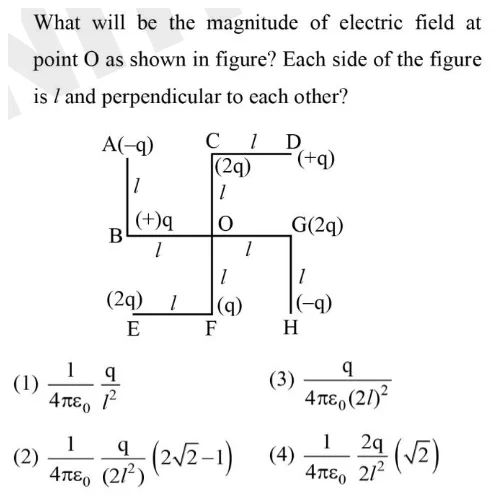 What will be the magnitude of electric field at
point O as shown in figure? Each side of the figure
is l and perpendicular to each other?
A(–q) C l D
(2q) (+q)
l l
(+)q O G(2q)
B
l l
l l
(2q) l (q) (–q)
E F H
(1) 1/4πε₀ q/l² (3) q/4πε₀(2l)²
(2) 1/4πε₀ q/(2l²) (2√2–1) (4) 1/4πε₀ 2q/2l² (√2)